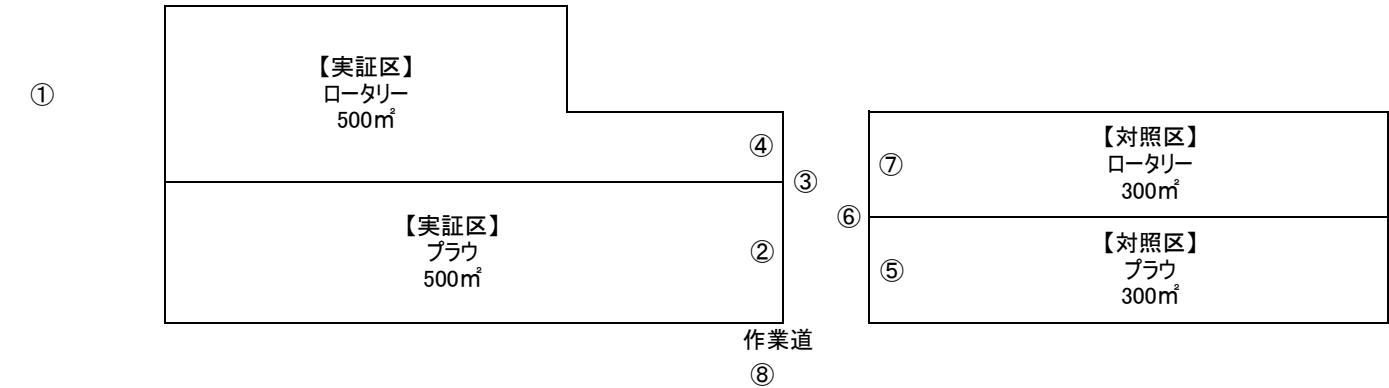 ①
【実証区】
ロータリー
500㎡
④
③
【実証区】
プラウ
500㎡
②
⑦
【対照区】
ロータリー
300㎡
⑥
⑤
【対照区】
プラウ
300㎡
作業道
⑧